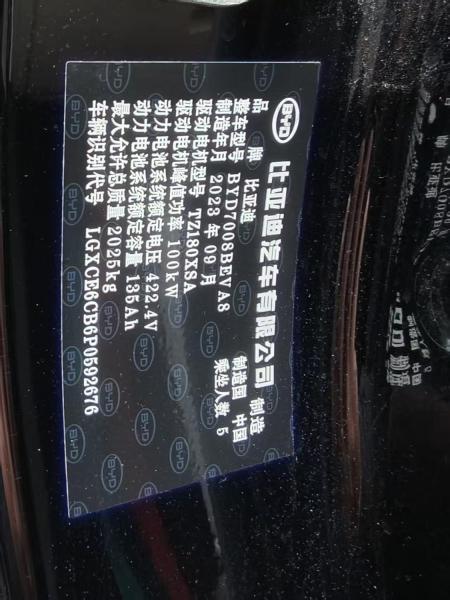 BYD 比亚迪汽车有限公司 制造
品牌 比亚迪 制造国 中国
整车型号 BYD7008BEVA8 乘坐人数 5
制造年月 2023 年 09 月
驱动电机型号 TZ180XSA
驱动电机峰值功率 100kW
动力电池系统额定电压 422.4V
动力电池系统额定容量 135Ah
最大允许总质量 2025kg
车辆识别代号 LGXCE6CB6P0592676